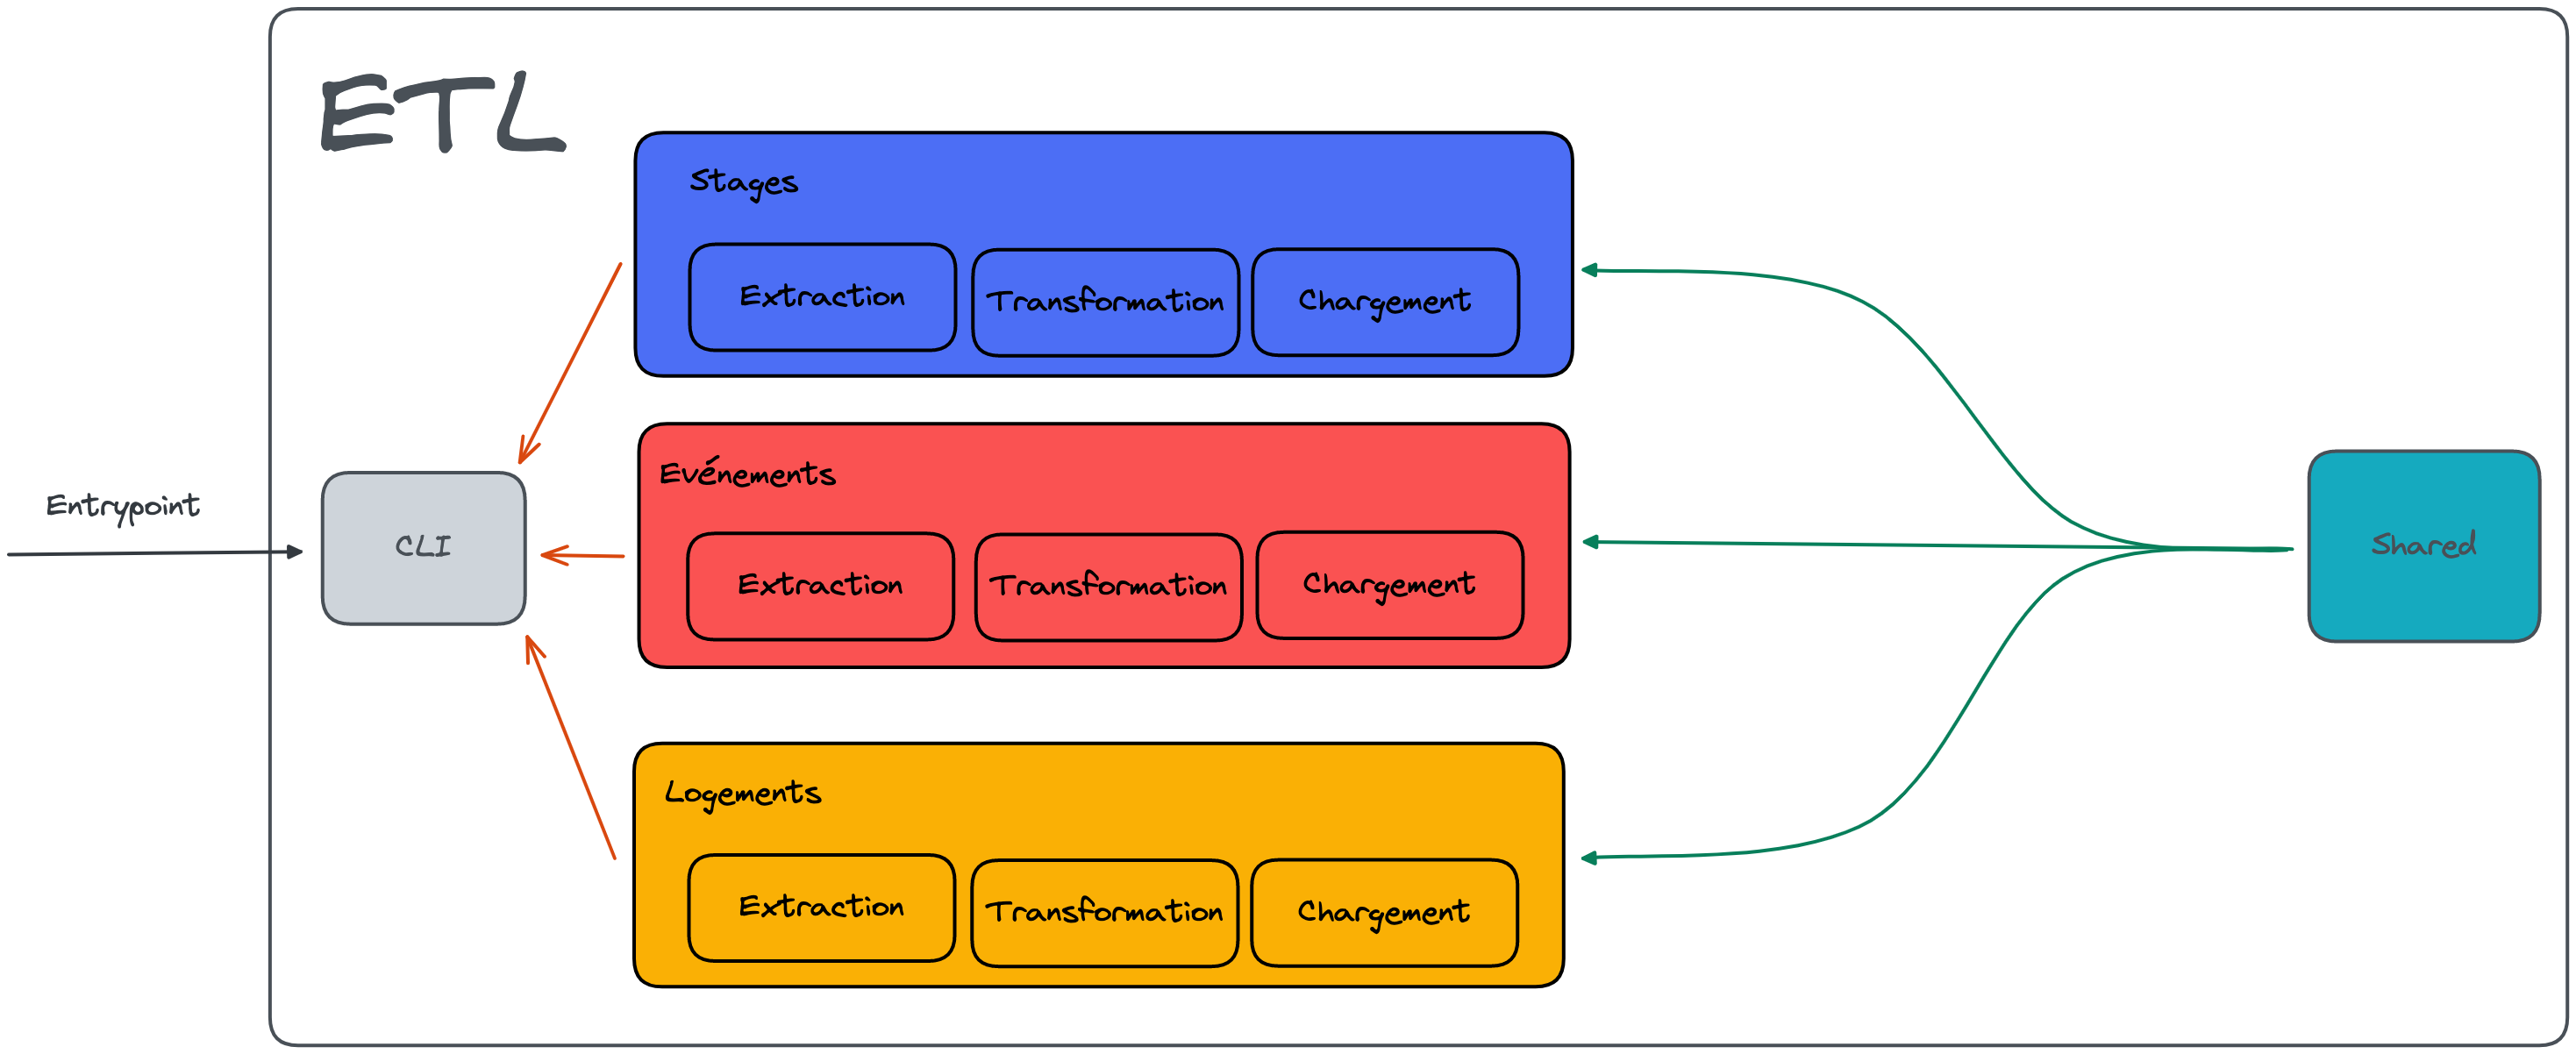 ETL
Stages
Extraction
Transformation
Chargement
Entrypoint
CLI
Evénements
Extraction
Transformation
Chargement
Shared
Logements
Extraction
Transformation
Chargement